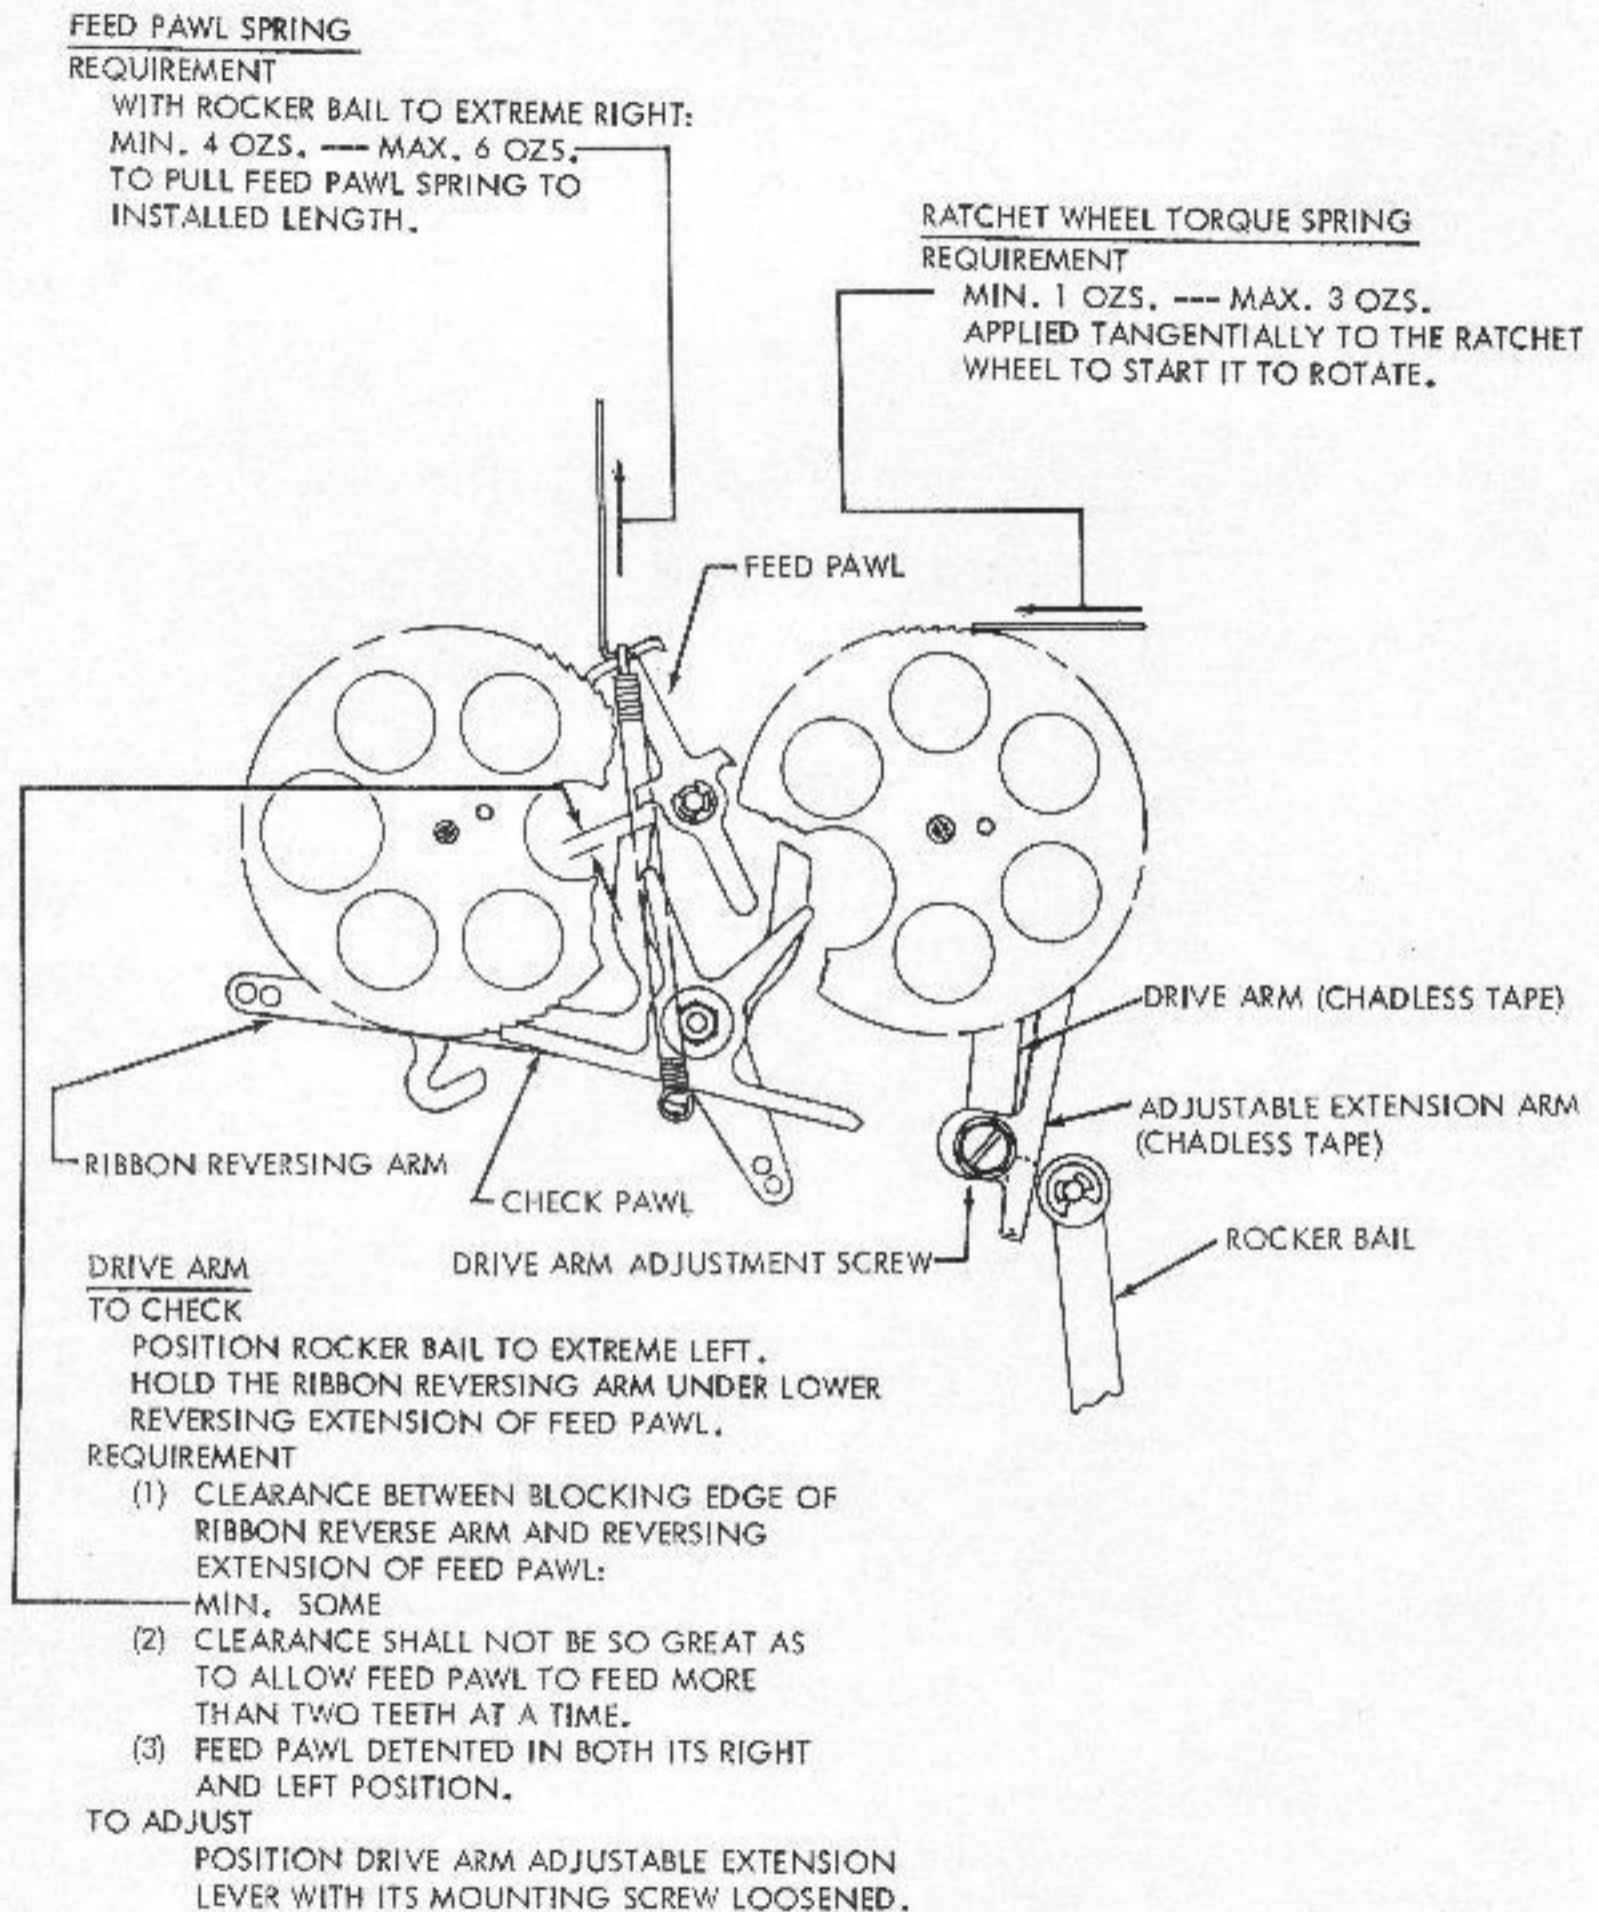 FEED PAWL SPRING
REQUIREMENT
WITH ROCKER BAIL TO EXTREME RIGHT:
MIN. 4 OZS. --- MAX. 6 OZS.
TO PULL FEED PAWL SPRING TO
INSTALLED LENGTH.
RATCHET WHEEL TORQUE SPRING
REQUIREMENT
MIN. 1 OZS. --- MAX. 3 OZS.
APPLIED TANGENTIALLY TO THE RATCHET
WHEEL TO START IT TO ROTATE.
FEED PAWL
DRIVE ARM (CHADLESS TAPE)
ADJUSTABLE EXTENSION ARM
(CHADLESS TAPE)
RIBBON REVERSING ARM
CHECK PAWL
ROCKER BAIL
DRIVE ARM ADJUSTMENT SCREW
DRIVE ARM
TO CHECK
POSITION ROCKER BAIL TO EXTREME LEFT.
HOLD THE RIBBON REVERSING ARM UNDER LOWER
REVERSING EXTENSION OF FEED PAWL.
REQUIREMENT
(1) CLEARANCE BETWEEN BLOCKING EDGE OF
RIBBON REVERSE ARM AND REVERSING
EXTENSION OF FEED PAWL:
MIN. SOME
(2) CLEARANCE SHALL NOT BE SO GREAT AS
TO ALLOW FEED PAWL TO FEED MORE
THAN TWO TEETH AT A TIME.
(3) FEED PAWL DETENTED IN BOTH ITS RIGHT
AND LEFT POSITION.
TO ADJUST
POSITION DRIVE ARM ADJUSTABLE EXTENSION
LEVER WITH ITS MOUNTING SCREW LOOSENED.